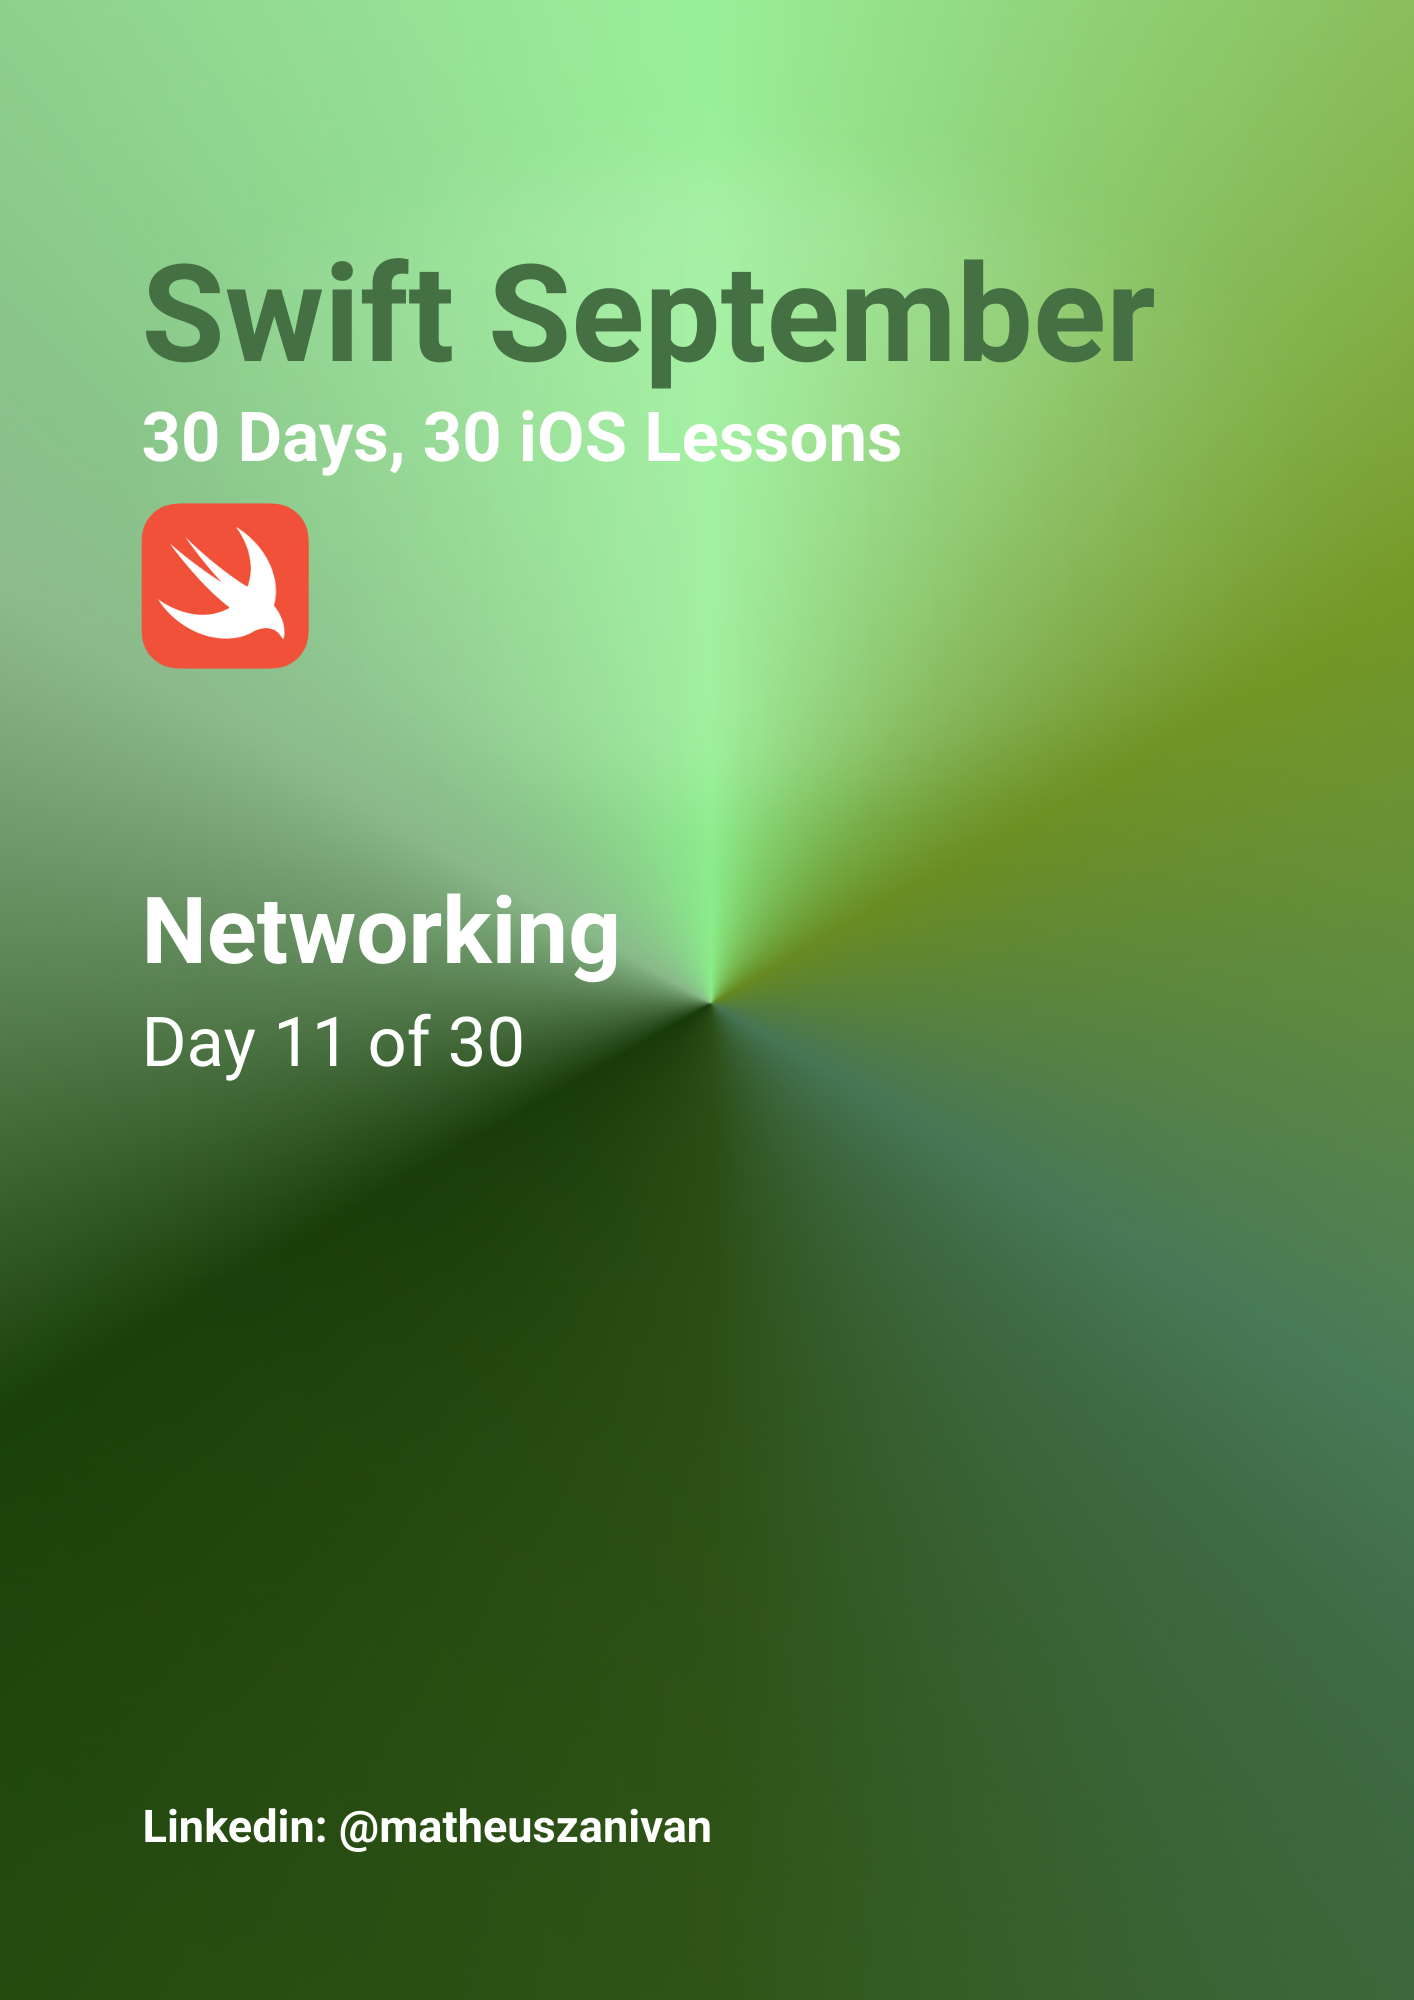 Swift September
30 Days, 30 iOS Lessons
Networking
Day 11 of 30
Linkedin: @matheuszanivan